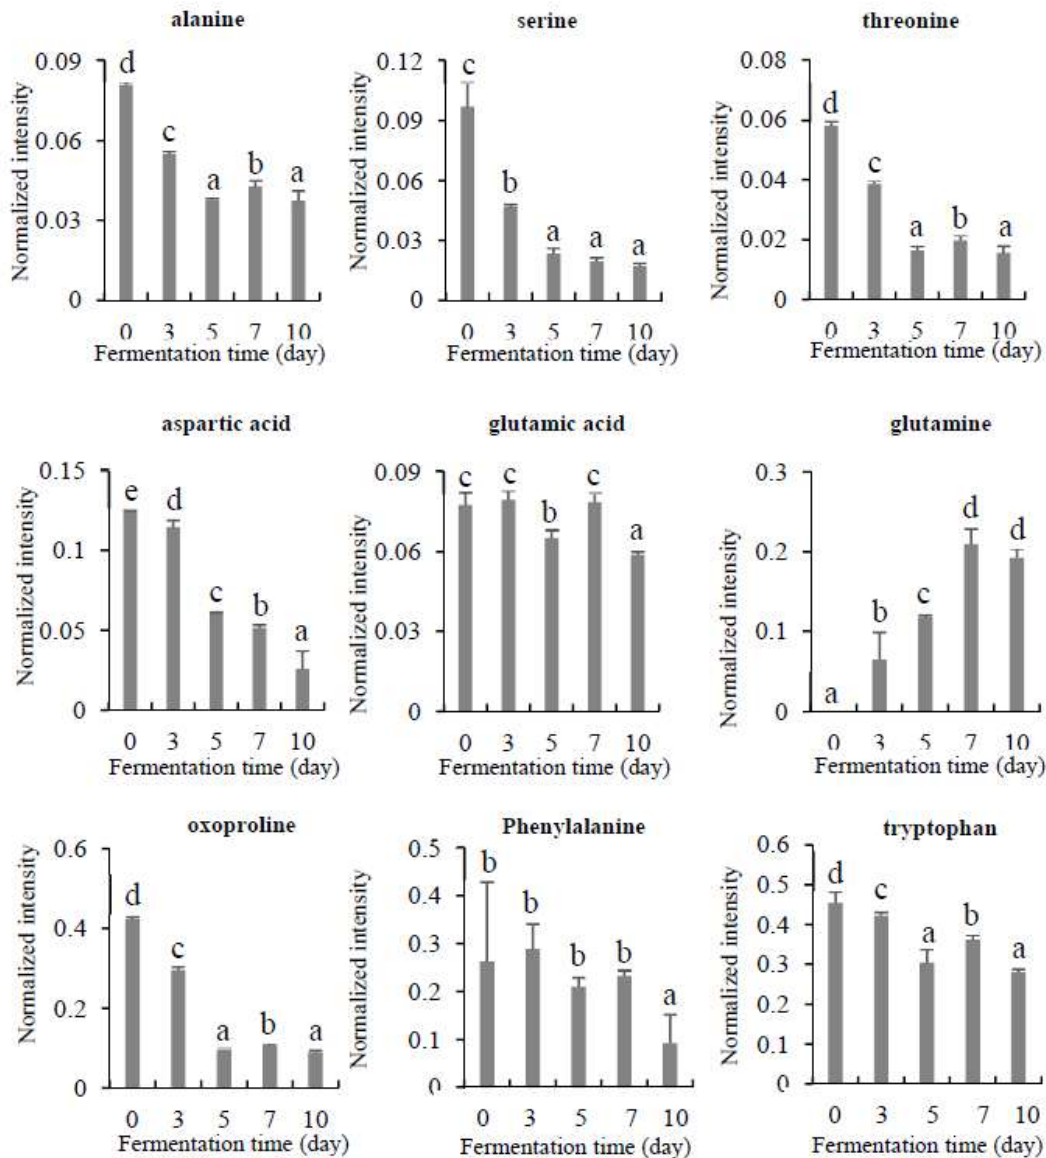 alanine
Normalized intensity
0.09
0.06
0.03
0
d
c
a
b
a
0 3 5 7 10
Fermentation time (day)
serine
Normalized intensity
0.12
0.09
0.06
0.03
0
c
b
a
a
a
0 3 5 7 10
Fermentation time (day)
threonine
Normalized intensity
0.08
0.06
0.04
0.02
0
d
c
a
b
a
0 3 5 7 10
Fermentation time (day)
aspartic acid
Normalized intensity
0.15
0.1
0.05
0
e
d
c
b
a
0 3 5 7 10
Fermentation time (day)
glutamic acid
Normalized intensity
0.09
0.06
0.03
0
c
c
b
c
a
0 3 5 7 10
Fermentation time (day)
glutamine
Normalized intensity
0.3
0.2
0.1
0
a
b
c
d
d
0 3 5 7 10
Fermentation time (day)
oxoproline
Normalized intensity
0.6
0.4
0.2
0
d
c
a
b
a
0 3 5 7 10
Fermentation time (day)
Phenylalanine
Normalized intensity
0.5
0.4
0.3
0.2
0.1
0
b
b
b
b
a
0 3 5 7 10
Fermentation time (day)
tryptophan
Normalized intensity
0.6
0.5
0.4
0.3
0.2
0.1
0
d
c
a
b
a
0 3 5 7 10
Fermentation time (day)